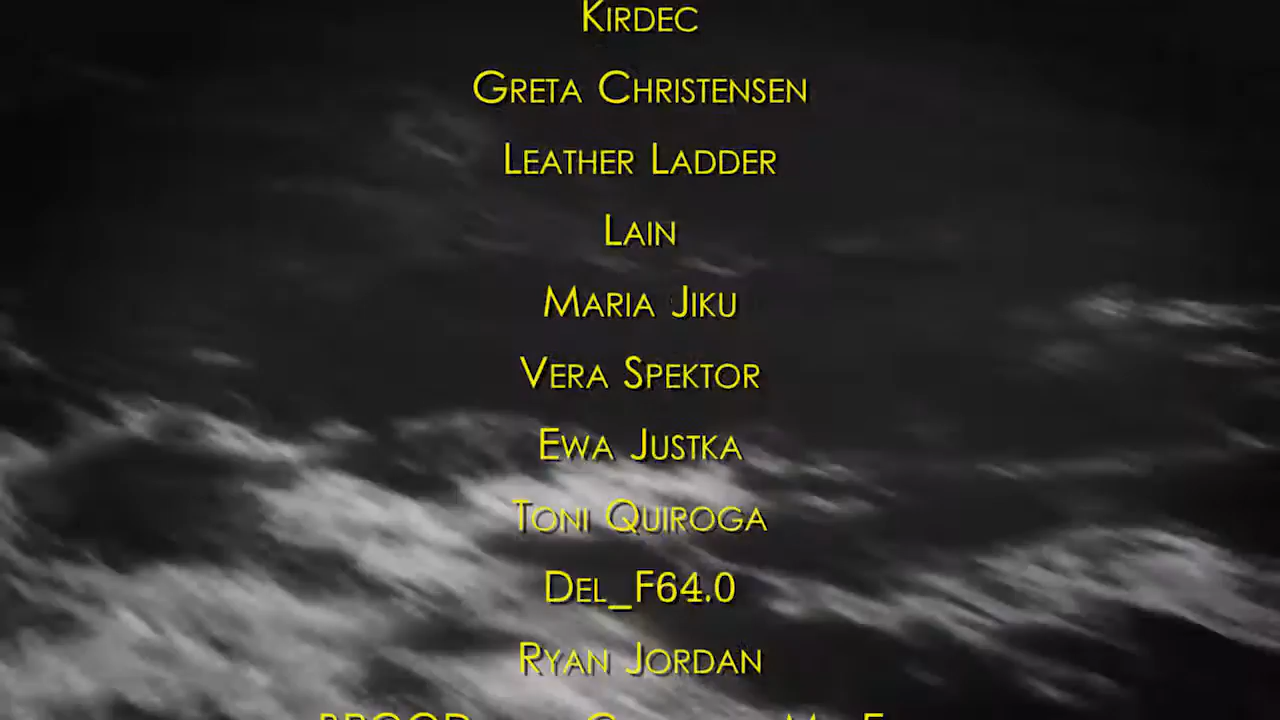 Kirdec
Greta Christensen
Leather Ladder
Lain
Maria Jiku
Vera Spektor
Ewa Justka
Toni Quiroga
Del_F64.0
Ryan Jordan